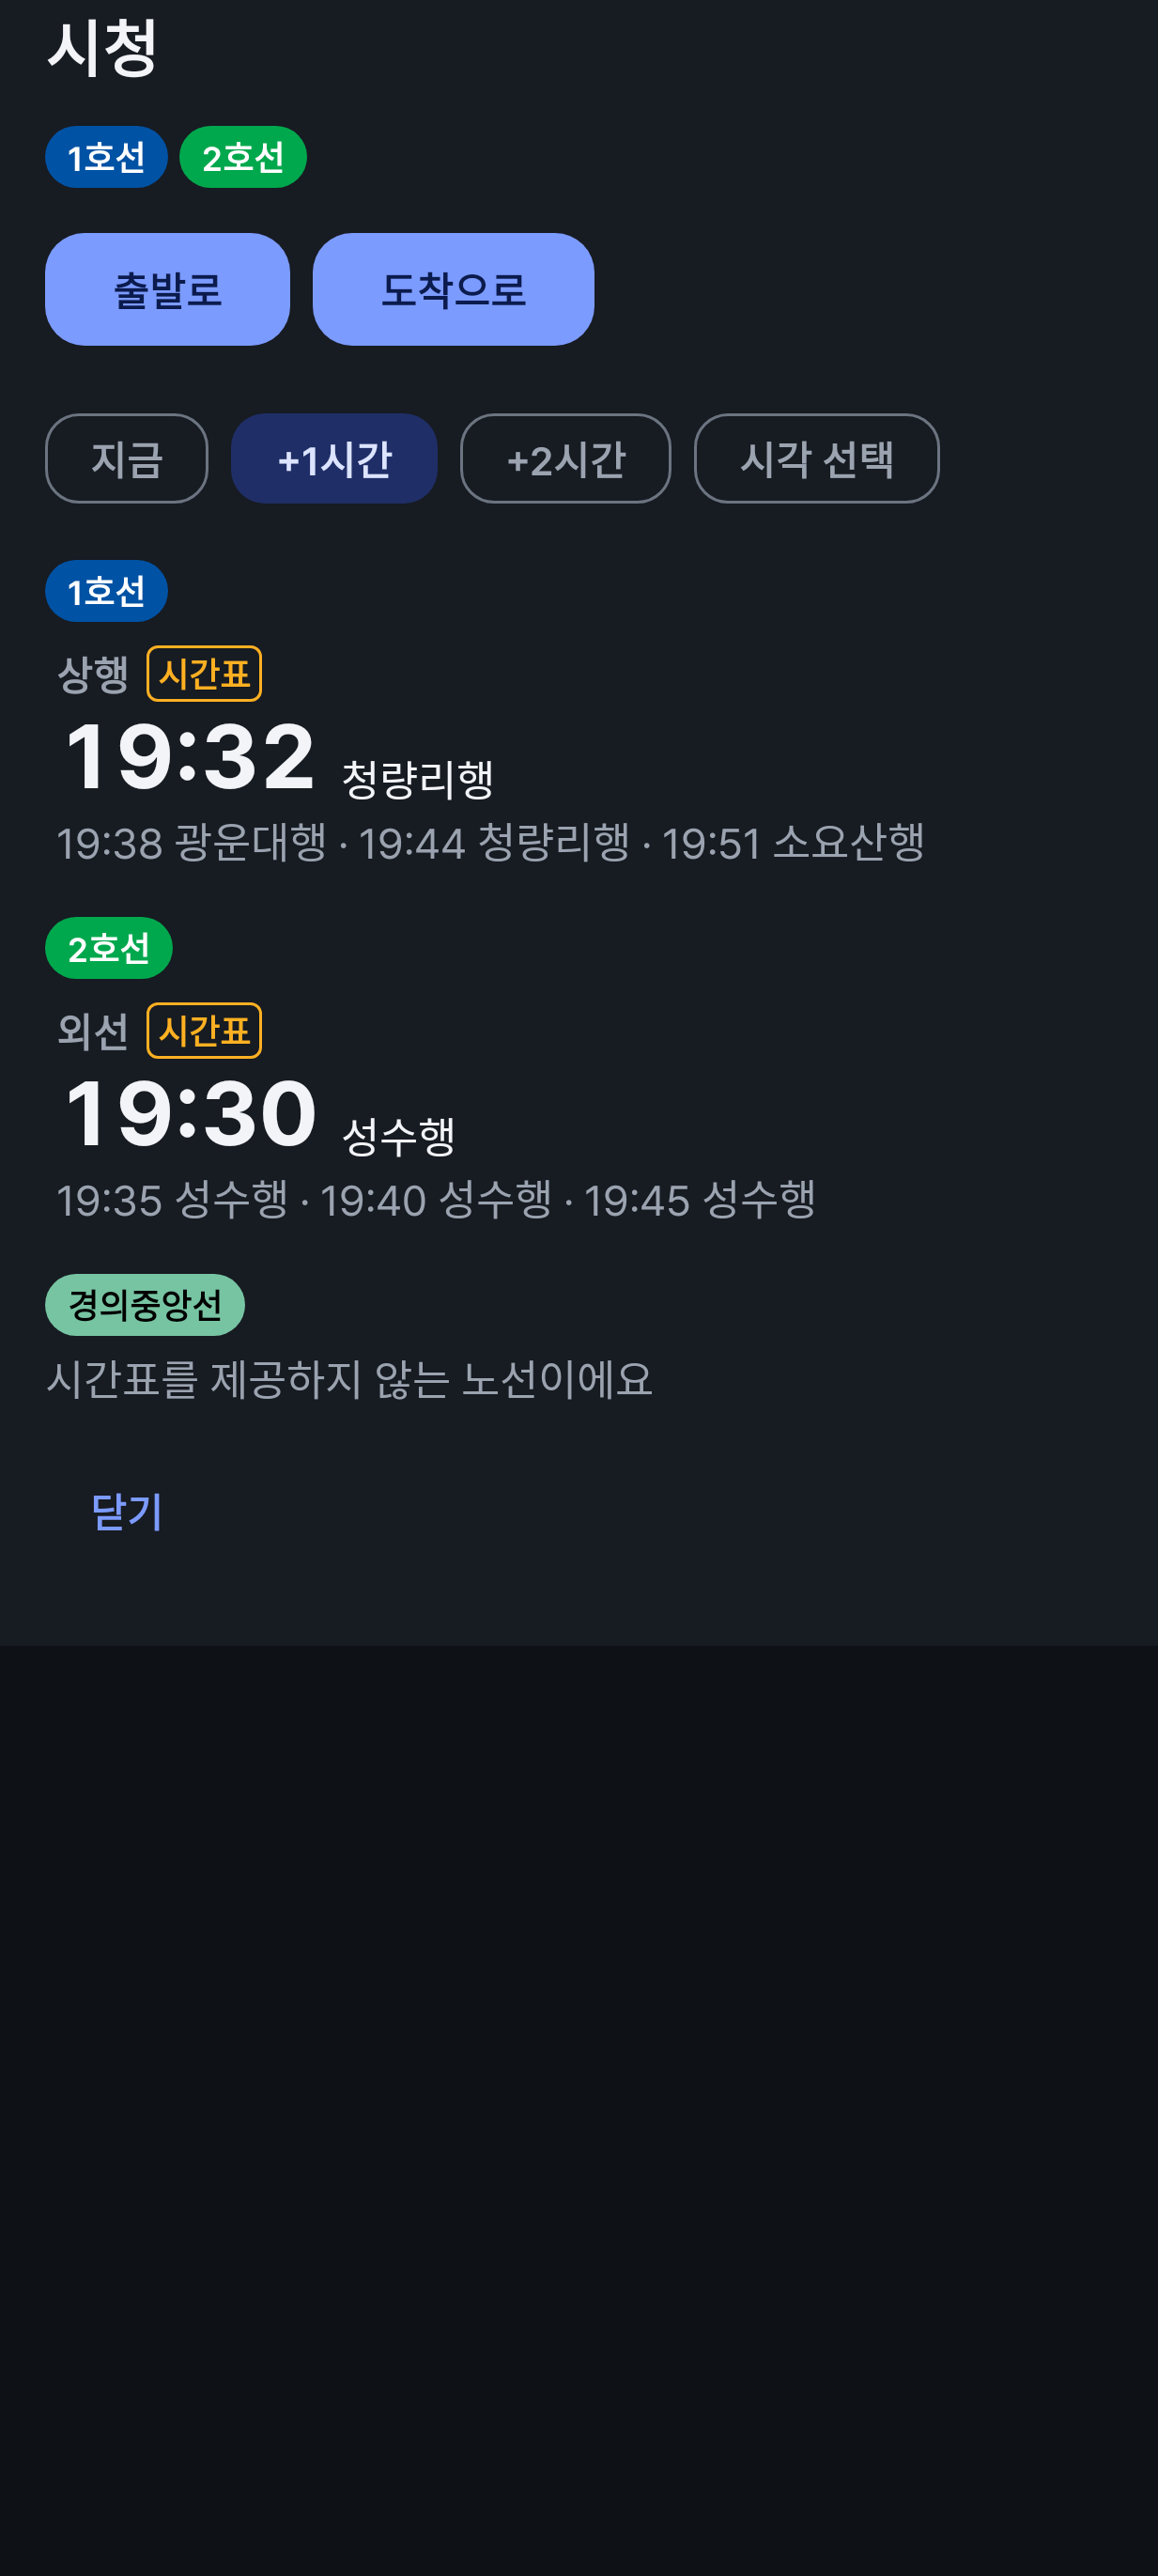 시청
1호선 2호선
출발로 도착으로
지금 +1시간 +2시간 시각 선택
1호선
상행 시간표
19:32 청량리행
19:38 광운대행 · 19:44 청량리행 · 19:51 소요산행
2호선
외선 시간표
19:30 성수행
19:35 성수행 · 19:40 성수행 · 19:45 성수행
경의중앙선
시간표를 제공하지 않는 노선이에요
닫기